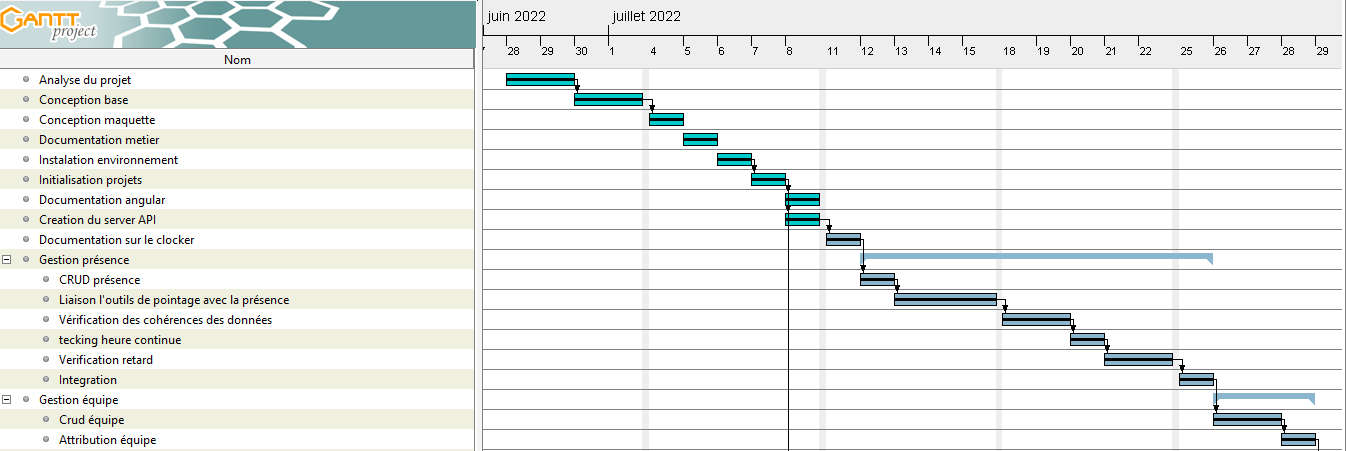 GANTT
project
juin 2022 juillet 2022
28 29 30 1 4 5 6 7 8 11 12 13 14 15 18 19 20 21 22 25 26 27 28 29
Nom
Analyse du projet
Conception base
Conception maquette
Documentation metier
Instalation environnement
Initialisation projets
Documentation angular
Creation du server API
Documentation sur le clocker
Gestion présence
CRUD présence
Liaison l'outils de pointage avec la présence
Vérification des cohérences des données
tecking heure continue
Verification retard
Integration
Gestion équipe
Crud équipe
Attribution équipe